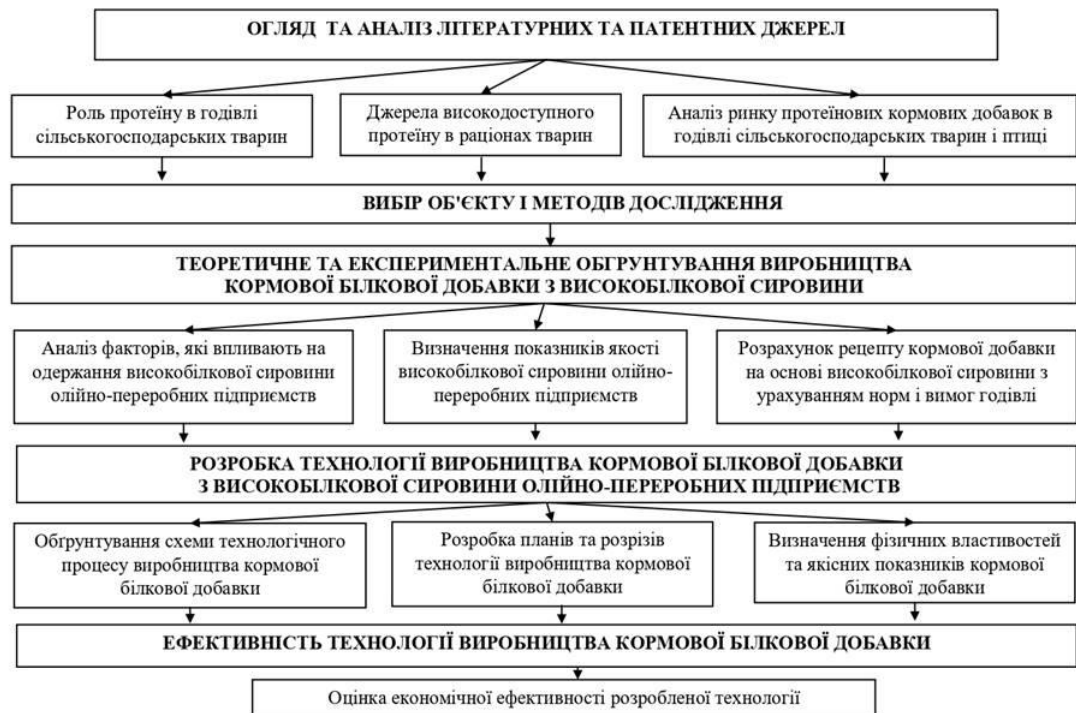 ОГЛЯД ТА АНАЛІЗ ЛІТЕРАТУРНИХ ТА ПАТЕНТНИХ ДЖЕРЕЛ
Роль протеїну в годівлі
сільськогосподарських тварин
Джерела високодоступного
протеїну в раціонах тварин
Аналіз ринку протеїнових кормових добавок в
годівлі сільськогосподарських тварин і птиці
ВИБІР ОБ'ЄКТУ І МЕТОДІВ ДОСЛІДЖЕННЯ
ТЕОРЕТИЧНЕ ТА ЕКСПЕРИМЕНТАЛЬНЕ ОБГРУНТУВАННЯ ВИРОБНИЦТВА
КОРМОВОЇ БІЛКОВОЇ ДОБАВКИ З ВИСОКОБІЛКОВОЇ СИРОВИНИ
Аналіз факторів, які впливають на
одержання високобілкової сировини
олійно-переробних підприємств
Визначення показників якості
високобілкової сировини олійно-
переробних підприємств
Розрахунок рецепту кормової добавки
на основі високобілкової сировини з
урахуванням норм і вимог годівлі
РОЗРОБКА ТЕХНОЛОГІЇ ВИРОБНИЦТВА КОРМОВОЇ БІЛКОВОЇ ДОБАВКИ
З ВИСОКОБІЛКОВОЇ СИРОВИНИ ОЛІЙНО-ПЕРЕРОБНИХ ПІДПРИЄМСТВ
Обґрунтування схеми технологічного
процесу виробництва кормової
білкової добавки
Розробка планів та розрізів
технології виробництва кормової
білкової добавки
Визначення фізичних властивостей
та якісних показників кормової
білкової добавки
ЕФЕКТИВНІСТЬ ТЕХНОЛОГІЇ ВИРОБНИЦТВА КОРМОВОЇ БІЛКОВОЇ ДОБАВКИ
Оцінка економічної ефективності розробленої технології